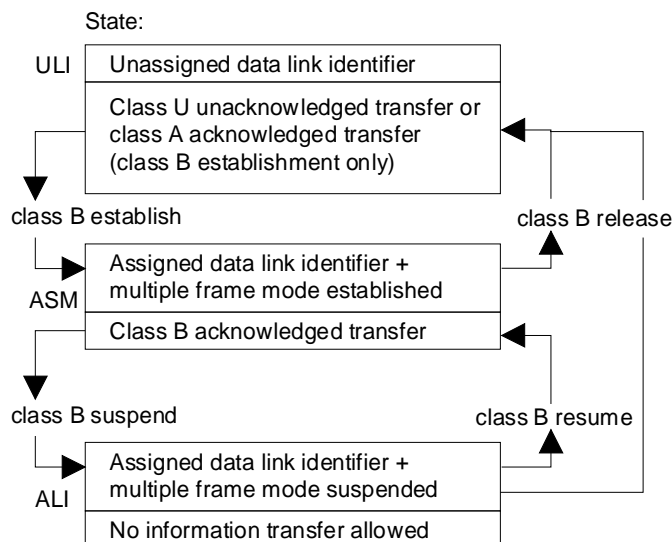 State:
ULI
Unassigned data link identifier
Class U unacknowledged transfer or
class A acknowledged transfer
(class B establishment only)
class B establish
class B release
Assigned data link identifier +
multiple frame mode established
ASM
Class B acknowledged transfer
class B suspend
class B resume
Assigned data link identifier +
multiple frame mode suspended
ALI
No information transfer allowed